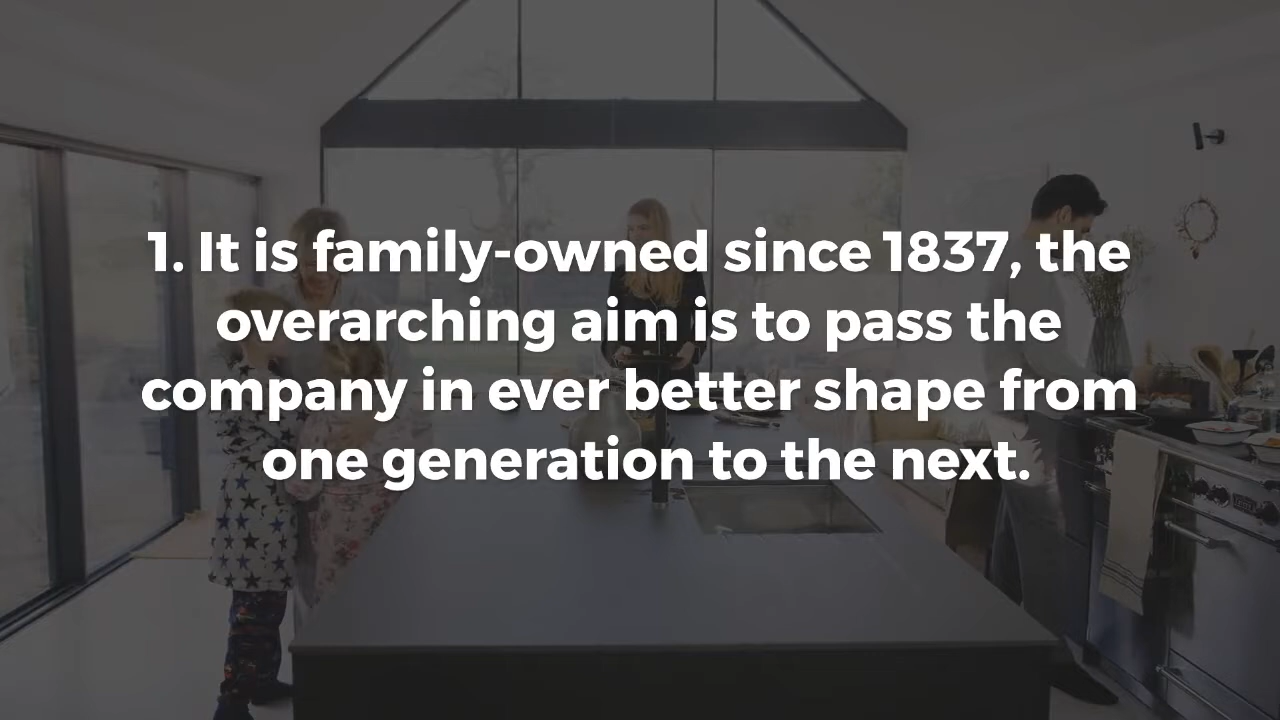 1. It is family-owned since 1837, the
overarching aim is to pass the
company in ever better shape from
one generation to the next.